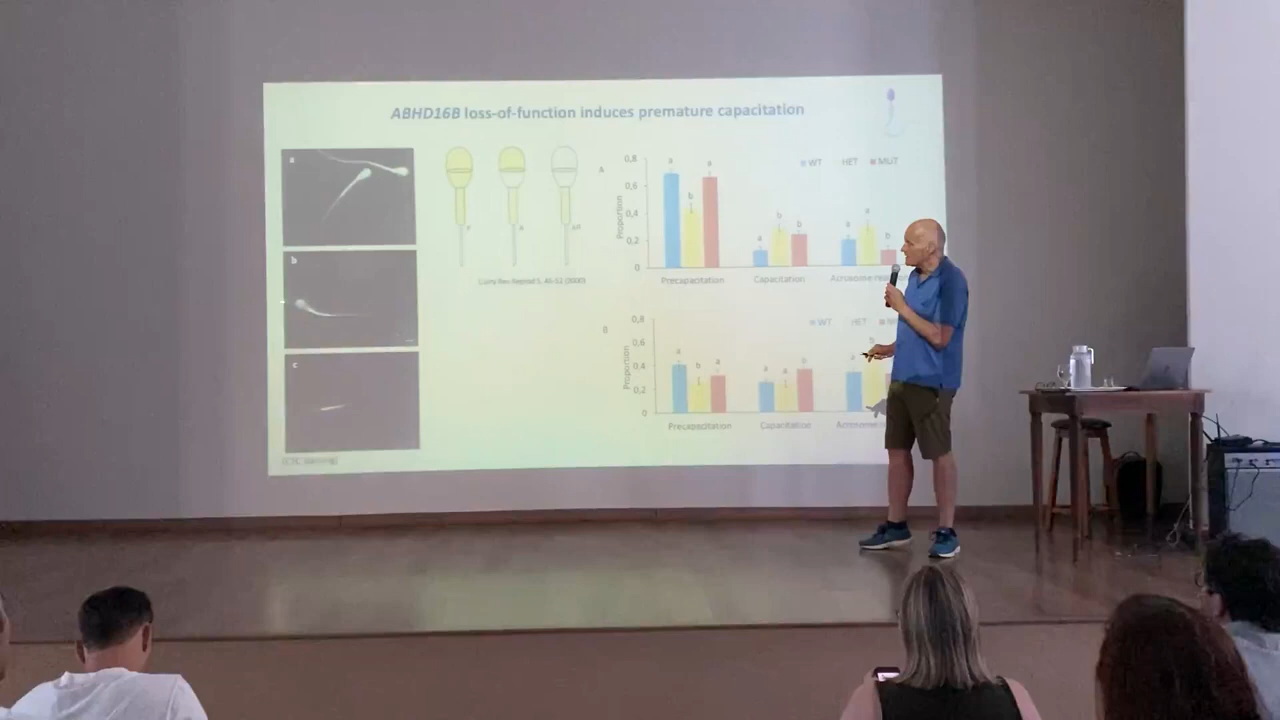 ABHD16B loss-of-function induces premature capacitation
a
b
c
A
0,8
0,6
0,4
0,2
0
Proportion
WT HET MUT
a b a
a b b
a a b
Precapacitation Capacitation Acrosome
B
0,8
0,6
0,4
0,2
0
Proportion
WT HET
a b a
a a b
a b
Precapacitation Capacitation